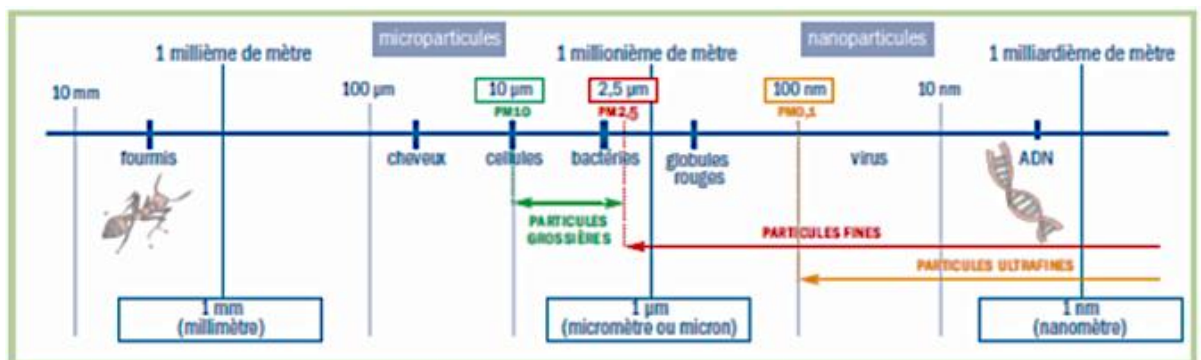 microparticules
nanoparticules
1 millième de mètre
1 millionième de mètre
1 milliardième de mètre
10 mm
100 µm
10 µm
2,5 µm
100 nm
10 nm
PM10
PM2,5
PM0,1
fourmis
cheveux
cellules
bactéries
globules
rouges
virus
ADN
PARTICULES
GROSSIÈRES
PARTICULES FINES
PARTICULES ULTRAFINES
1 mm
(millimètre)
1 µm
(micromètre ou micron)
1 nm
(nanomètre)